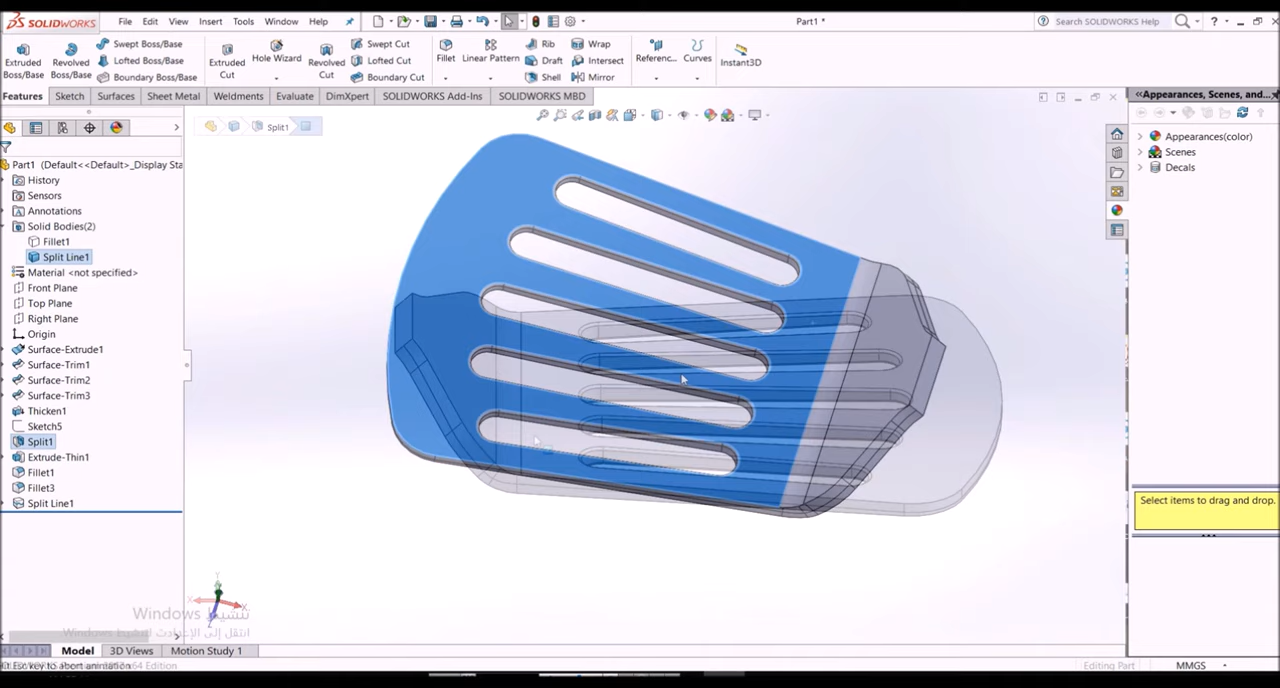 SOLIDWORKS
File Edit View Insert Tools Window Help
Part1 *
Search SOLIDWORKS Help
Extruded Boss/Base
Revolved Boss/Base
Swept Boss/Base
Lofted Boss/Base
Boundary Boss/Base
Extruded Cut
Hole Wizard
Revolved Cut
Swept Cut
Lofted Cut
Boundary Cut
Fillet
Linear Pattern
Rib
Draft
Shell
Wrap
Intersect
Mirror
Referenc...
Curves
Instant3D
Features Sketch Surfaces Sheet Metal Weldments Evaluate DimXpert SOLIDWORKS Add-Ins SOLIDWORKS MBD
Appearances, Scenes, and...
Split1
Part1 (Default<<Default>_Display Sta
History
Sensors
Annotations
Solid Bodies(2)
Fillet1
Split Line1
Material <not specified>
Front Plane
Top Plane
Right Plane
Origin
Surface-Extrude1
Surface-Trim1
Surface-Trim2
Surface-Trim3
Thicken1
Sketch5
Split1
Extrude-Thin1
Fillet1
Fillet3
Split Line1
Appearances(color)
Scenes
Decals
Select items to drag and drop.
تنشيط Windows
Model 3D Views Motion Study 1
Editing Part MMGS